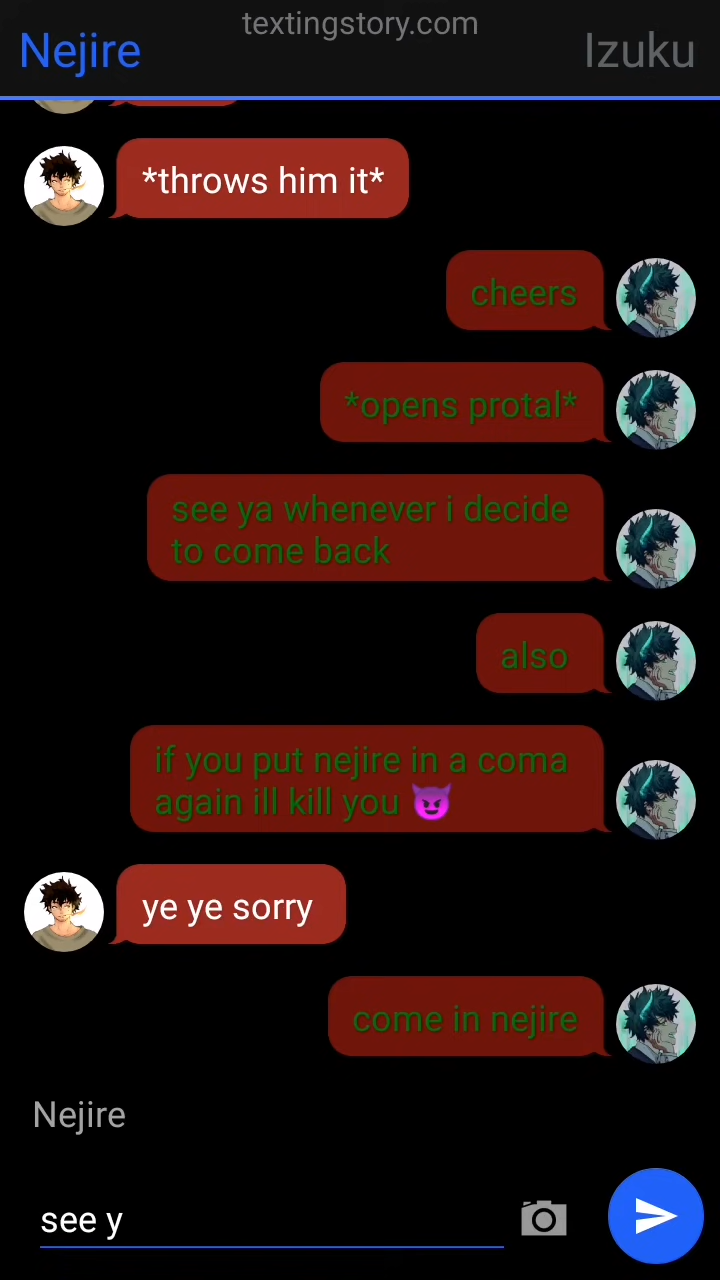 textingstory.com
Nejire
Izuku
*throws him it*
cheers
*opens protal*
see ya whenever i decide
to come back
also
if you put nejire in a coma
again ill kill you 😈
ye ye sorry
come in nejire
Nejire
see y